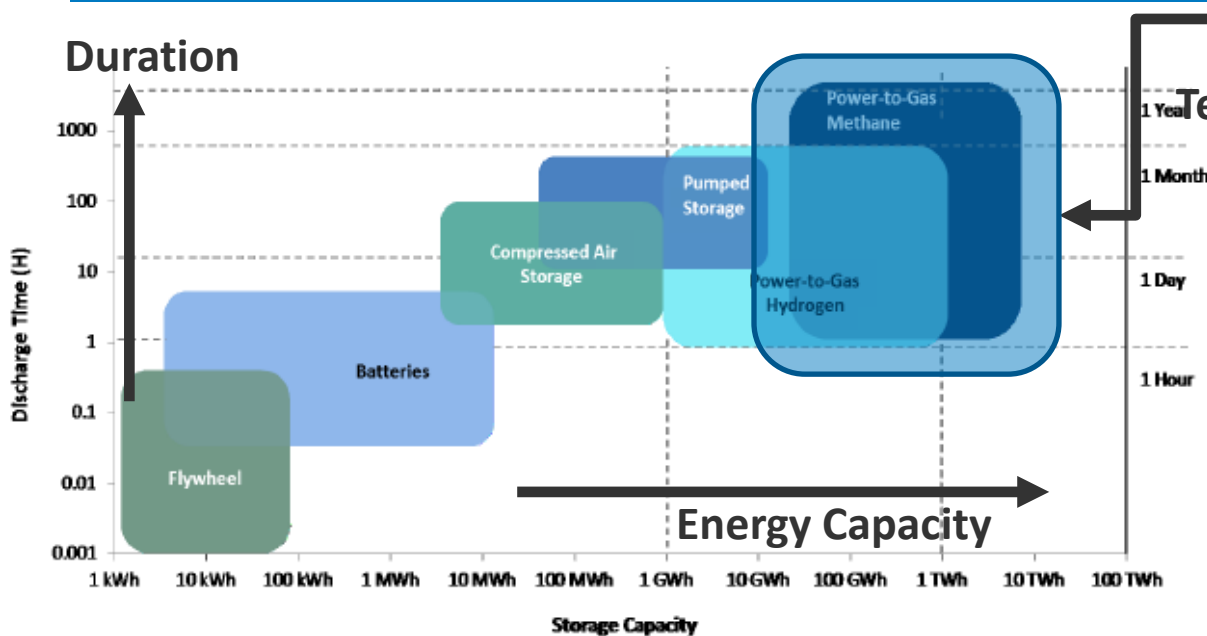 Duration
1000
100
10
1
0.1
0.01
0.001
Discharge Time (H)
Power-to-Gas
Methane
Pumped
Storage
Compressed Air
Storage
Power-to-Gas
Hydrogen
Batteries
Flywheel
1 Year
Te
1 Month
1 Day
1 Hour
Energy Capacity
1 kWh
10 kWh
100 kWh
1 MWh
10 MWh
100 MWh
1 GWh
10 GWh
100 GWh
1 TWh
10 TWh
100 TWh
Storage Capacity